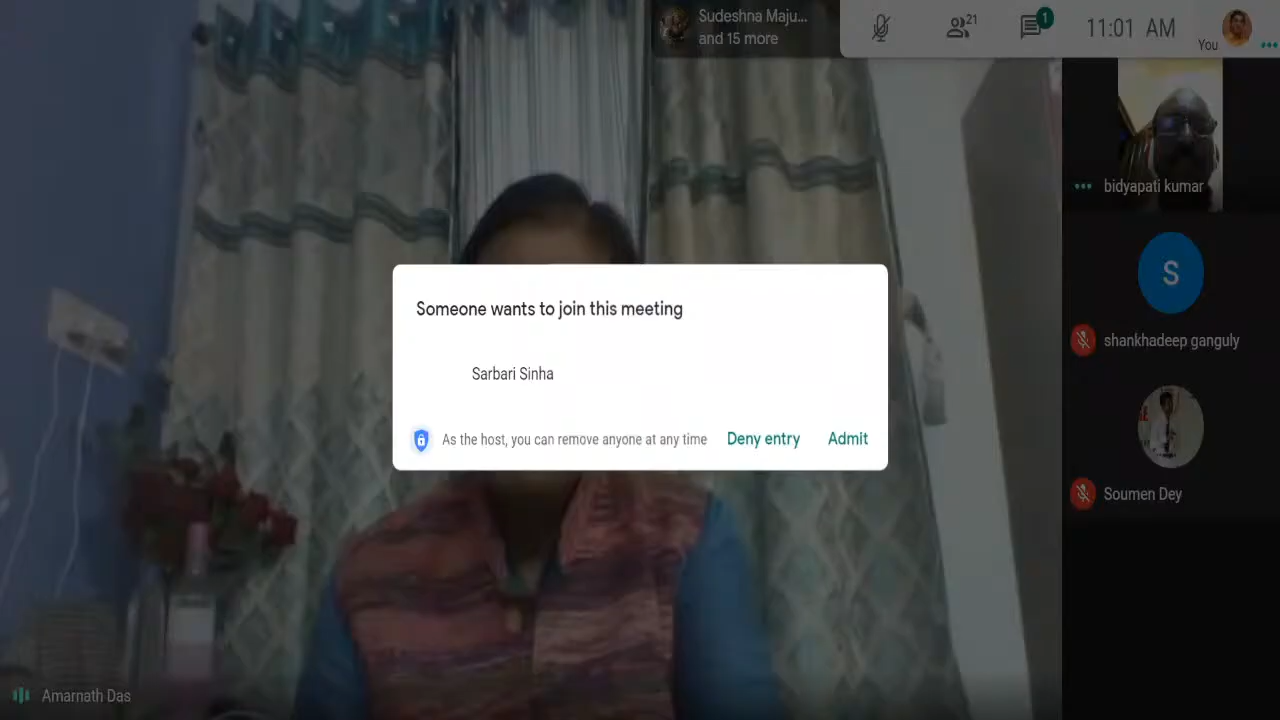 Sudeshna Maju...
and 15 more
21
1
11:01 AM
You
bidyapati kumar
Someone wants to join this meeting
S
shankhadeep ganguly
Sarbari Sinha
As the host, you can remove anyone at any time
Deny entry
Admit
Soumen Dey
Amarnath Das